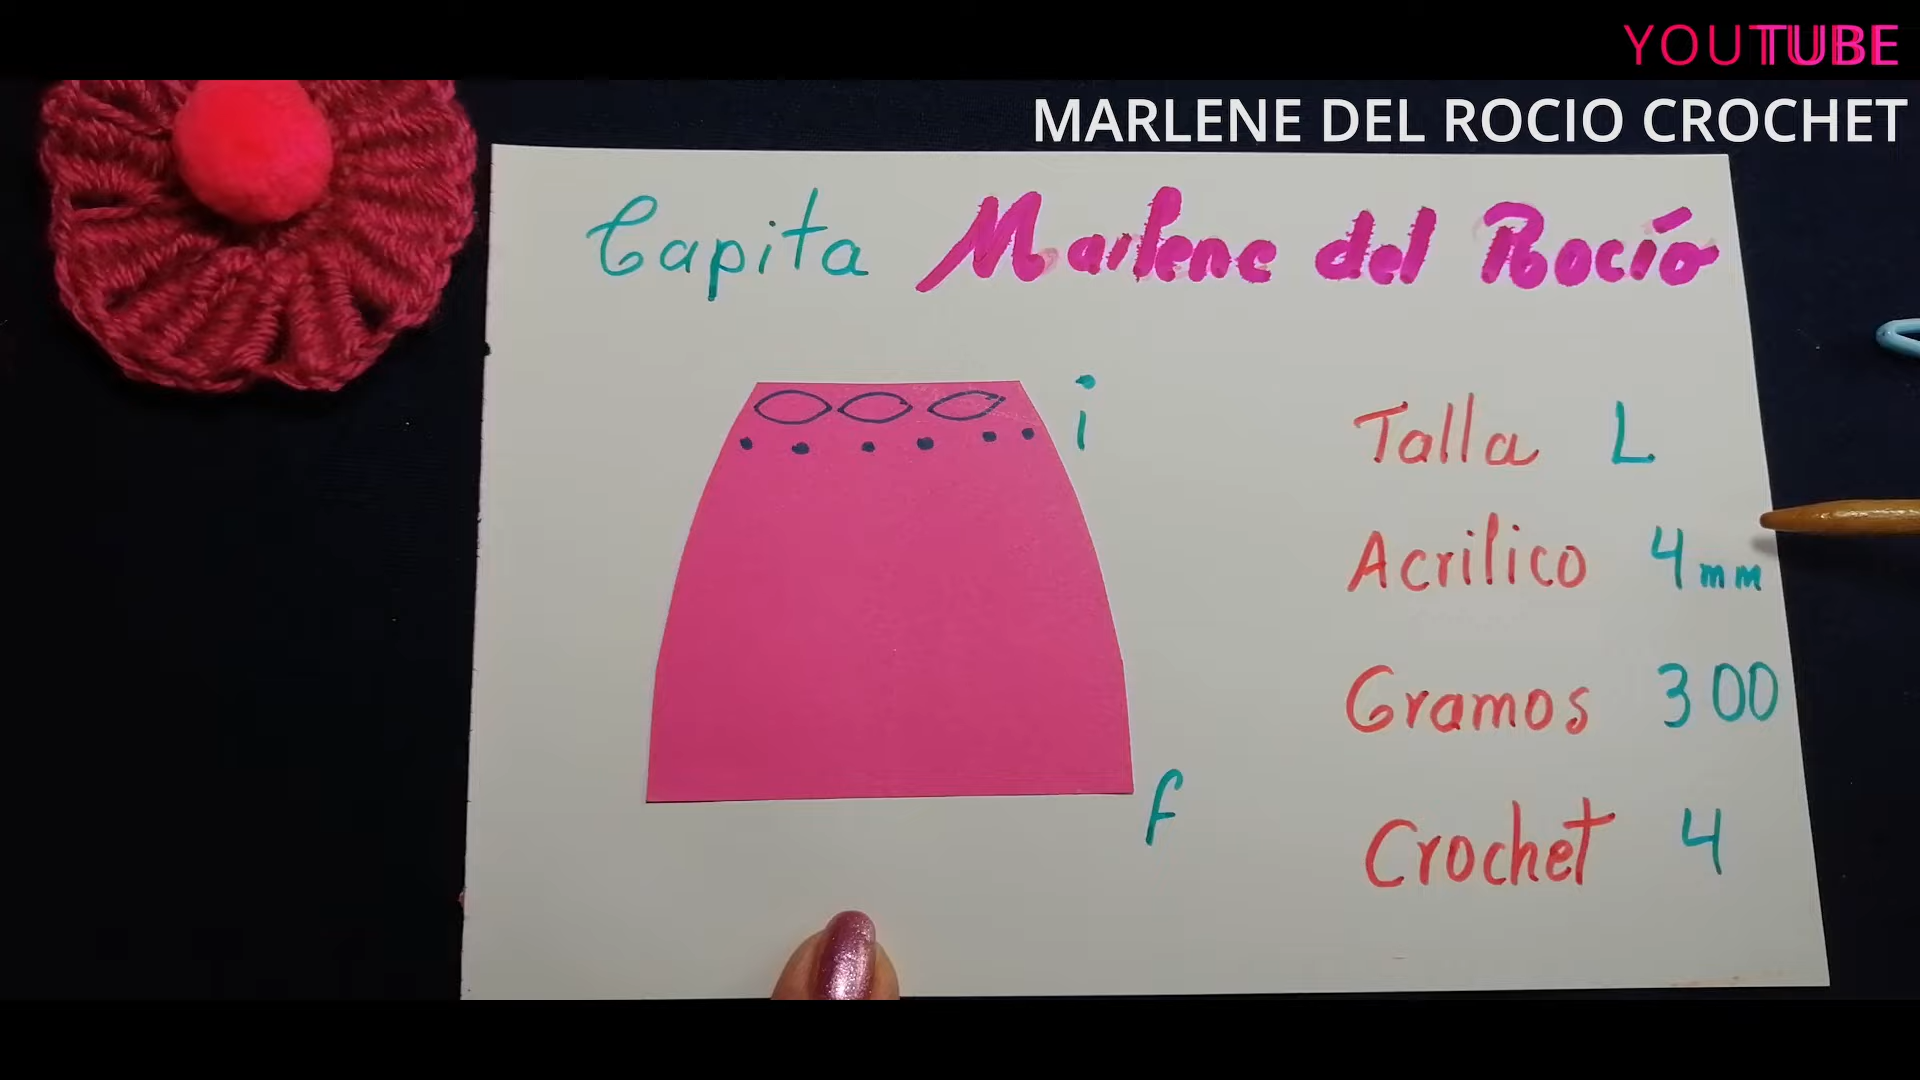 YOUTUBE
MARLENE DEL ROCIO CROCHET
Capita Marlene del Rocío
i
Talla L
Acrilico 4mm
Gramos 300
f
Crochet 4